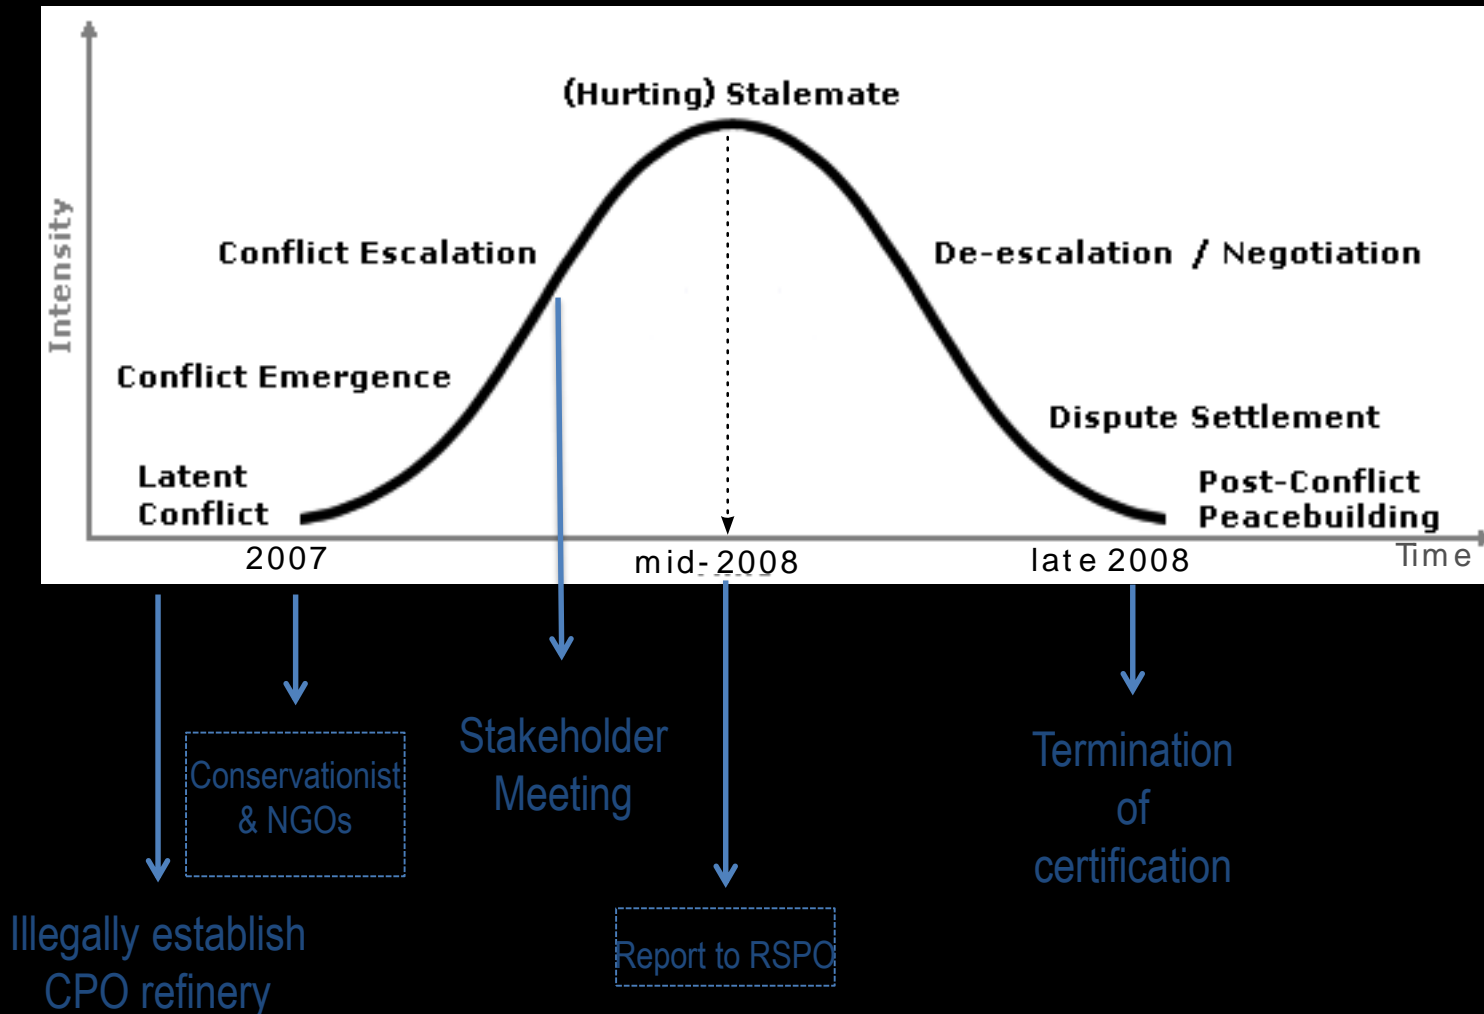 (Hurting) Stalemate
Intensity
Conflict Escalation
De-escalation / Negotiation
Conflict Emergence
Dispute Settlement
Latent
Conflict
Post-Conflict
Peacebuilding
2007
mid-2008
late 2008
Time
Conservationist
& NGOs
Stakeholder
Meeting
Termination
of
certification
Illegally establish
CPO refinery
Report to RSPO